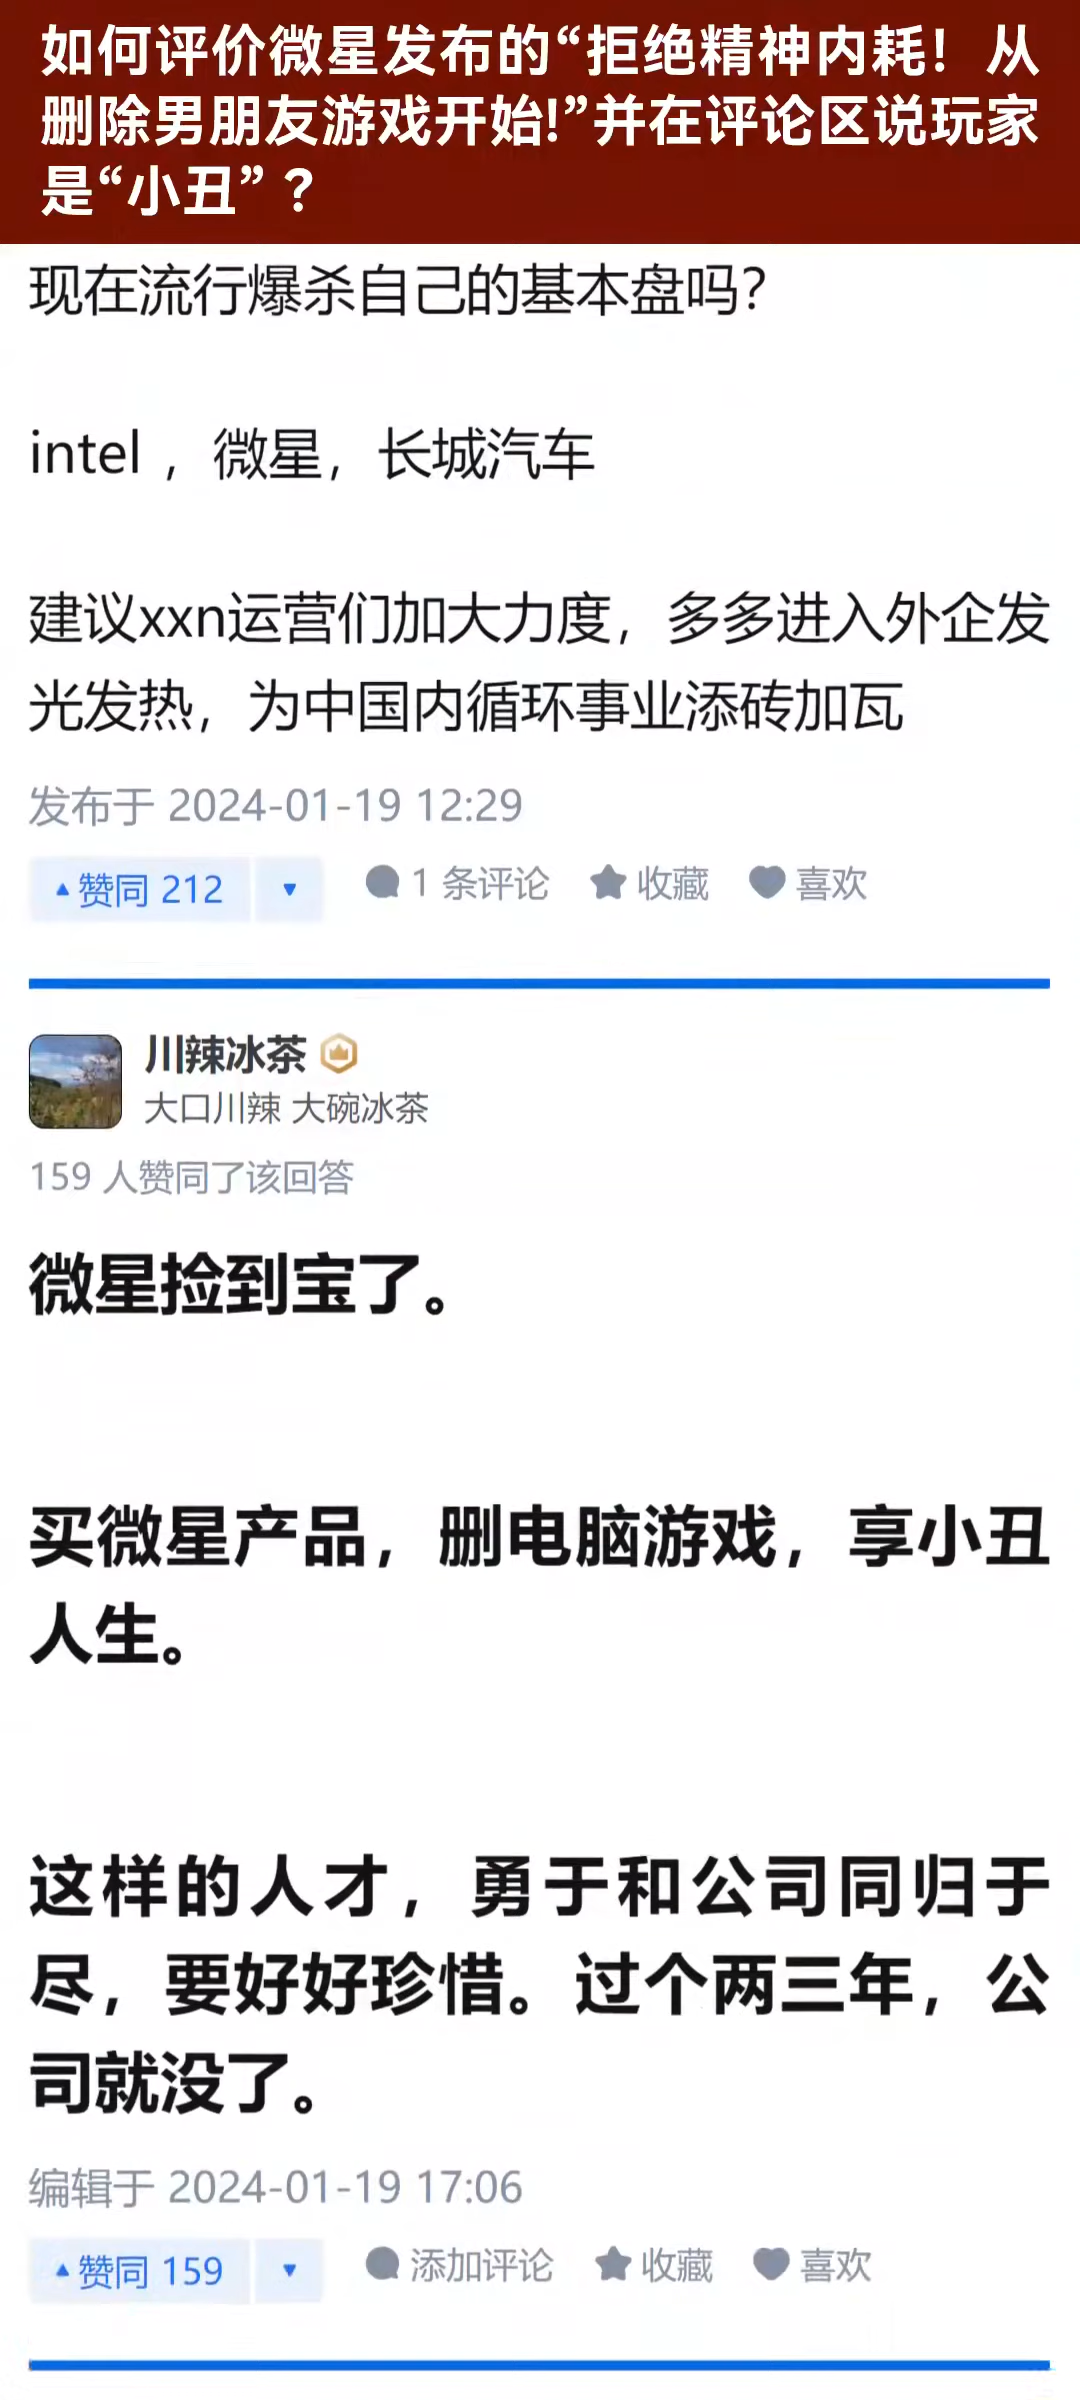 如何评价微星发布的“拒绝精神内耗！从
删除男朋友游戏开始!”并在评论区说玩家
是“小丑”？
现在流行爆杀自己的基本盘吗？
intel ，微星，长城汽车
建议xxn运营们加大力度，多多进入外企发
光发热，为中国内循环事业添砖加瓦
发布于 2024-01-19 12:29
赞同 212 1 条评论 收藏 喜欢
川辣冰茶
大口川辣 大碗冰茶
159 人赞同了该回答
微星捡到宝了。
买微星产品，删电脑游戏，享小丑
人生。
这样的人才，勇于和公司同归于
尽，要好好珍惜。过个两三年，公
司就没了。
编辑于 2024-01-19 17:06
赞同 159 添加评论 收藏 喜欢